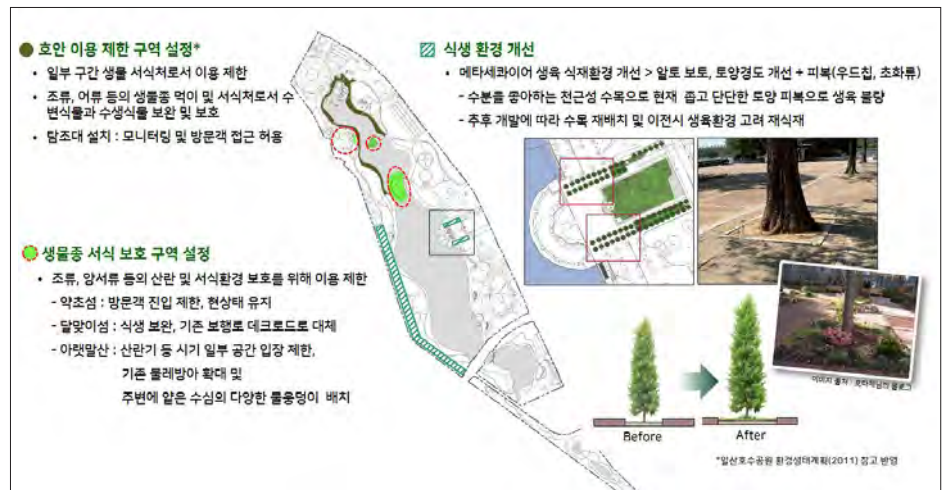 호안 이용 제한 구역 설정*
• 일부 구간 생물 서식처로서 이용 제한
• 조류, 어류 등의 생물종 먹이 및 서식처로서 수
변식물과 수생식물 보완 및 보호
• 탐조대 설치 : 모니터링 및 방문객 접근 허용
생물종 서식 보호 구역 설정
• 조류, 양서류 등의 산란 및 서식환경 보호를 위해 이용 제한
- 약초섬 : 방문객 진입 제한, 현상태 유지
- 달맞이섬 : 식생 보완, 기존 보행로 데크로드로 대체
- 아랫말산 : 산란기 등 시기 일부 공간 입장 제한,
기존 물레방아 확대 및
주변에 얕은 수심의 다양한 물웅덩이 배치
식생 환경 개선
• 메타세콰이어 생육 식재환경 개선 > 알토 보토, 토양경도 개선 + 피복(우드칩, 초화류)
- 수분을 좋아하는 천근성 수목으로 현재 좁고 단단한 토양 피복으로 생육 불량
- 추후 개발에 따라 수목 재배치 및 이전시 생육환경 고려 재식재
이미지 출처 :
Before
After
*일산호수공원 환경생태계획(2011) 참고 반영